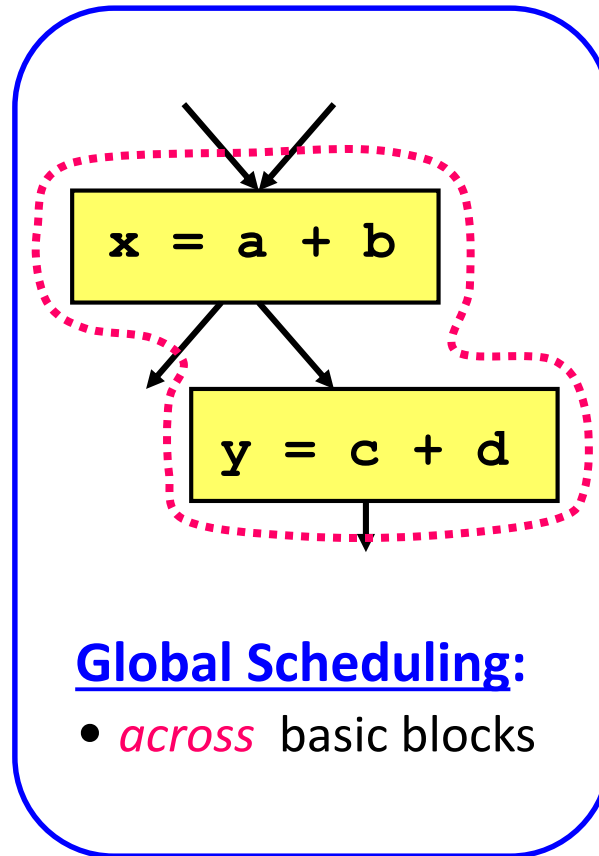 x = a + b
y = c + d
Global Scheduling:
• across basic blocks